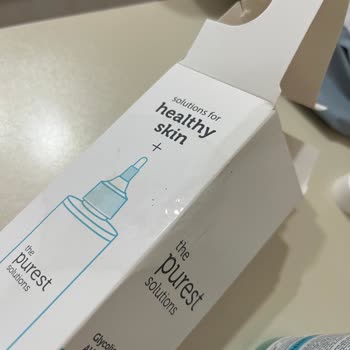 solutions for
healthy
skin
+
the
purest
solutions
the
purest
solutions